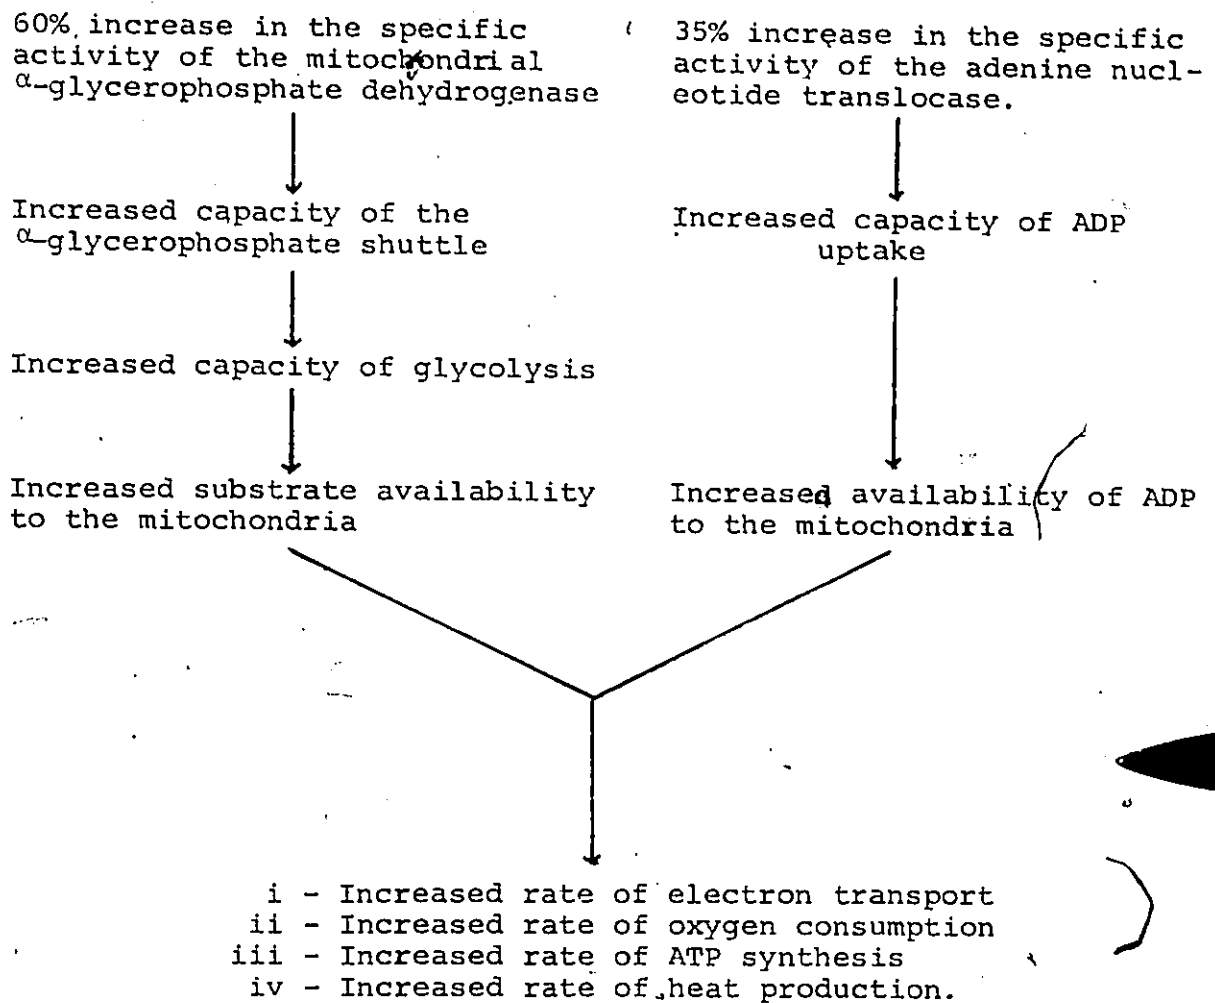 60% increase in the specific
activity of the mitochondrial
α-glycerophosphate dehydrogenase
35% increase in the specific
activity of the adenine nucl-
eotide translocase.
Increased capacity of the
α-glycerophosphate shuttle
Increased capacity of ADP
uptake
Increased capacity of glycolysis
Increased substrate availability
to the mitochondria
Increased availability of ADP
to the mitochondria
i - Increased rate of electron transport
ii - Increased rate of oxygen consumption
iii - Increased rate of ATP synthesis
iv - Increased rate of heat production.